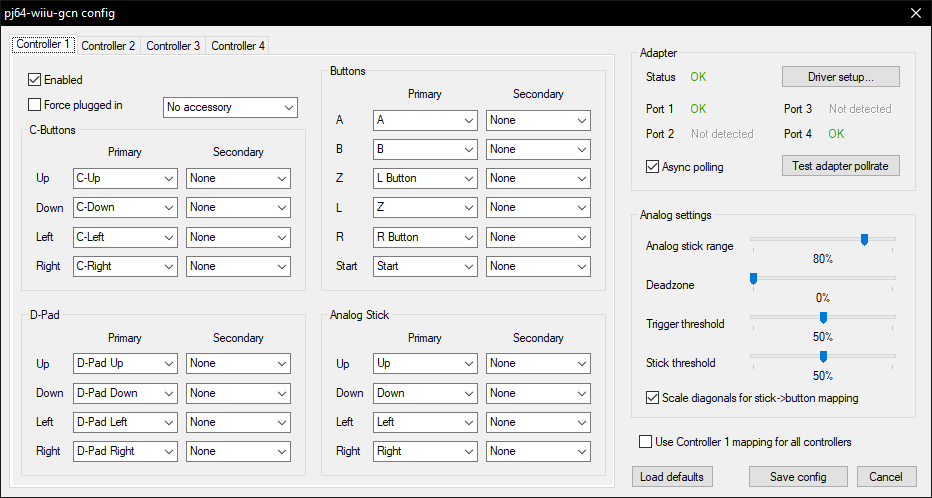 pj64-wiiu-gcn config
Controller 1 Controller 2 Controller 3 Controller 4
Enabled
Force plugged in No accessory
C-Buttons
Primary Secondary
Up C-Up None
Down C-Down None
Left C-Left None
Right C-Right None
D-Pad
Primary Secondary
Up D-Pad Up None
Down D-Pad Down None
Left D-Pad Left None
Right D-Pad Right None
Buttons
Primary Secondary
A A None
B B None
Z L Button None
L Z None
R R Button None
Start Start None
Analog Stick
Primary Secondary
Up Up None
Down Down None
Left Left None
Right Right None
Adapter
Status OK Driver setup...
Port 1 OK Port 3 Not detected
Port 2 Not detected Port 4 OK
Async polling Test adapter pollrate
Analog settings
Analog stick range
80%
Deadzone
0%
Trigger threshold
50%
Stick threshold
50%
Scale diagonals for stick->button mapping
Use Controller 1 mapping for all controllers
Load defaults Save config Cancel